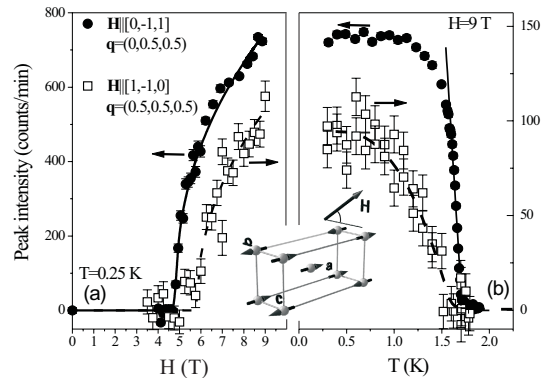 800
H||[0,-1,1]
q=(0,0.5,0.5)
H||[1,-1,0]
q=(0.5,0.5,0.5)
600
400
200
0
Peak intensity (counts/min)
T=0.25 K
(a)
0 1 2 3 4 5 6 7 8 9
H (T)
H=9 T
150
100
50
0
H
b
a
c
(b)
0.0 0.5 1.0 1.5 2.0
T(K)